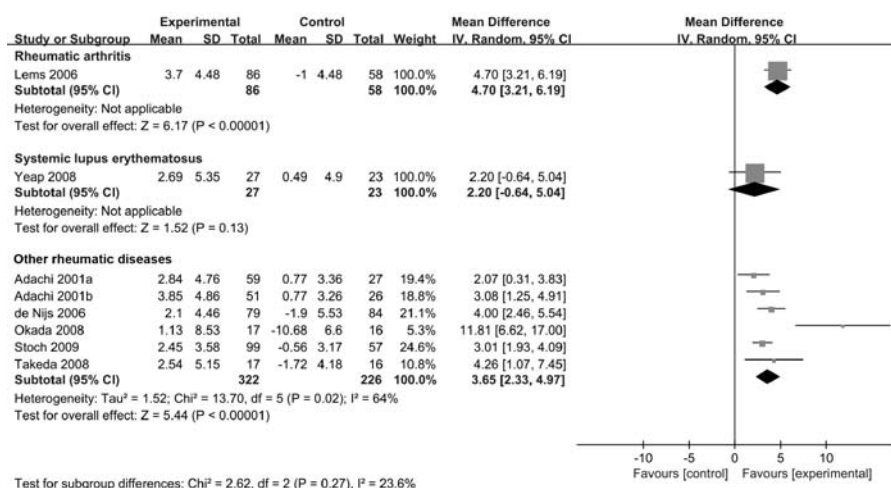 Experimental Control Mean Difference Mean Difference
Study or Subgroup Mean SD Total Mean SD Total Weight IV, Random, 95% CI IV, Random, 95% CI
Rheumatic arthritis
Lems 2006 3.7 4.48 86 -1 4.48 58 100.0% 4.70 [3.21, 6.19]
Subtotal (95% CI) 86 58 100.0% 4.70 [3.21, 6.19]
Heterogeneity: Not applicable
Test for overall effect: Z = 6.17 (P < 0.00001)
Systemic lupus erythematosus
Yeap 2008 2.69 5.35 27 0.49 4.9 23 100.0% 2.20 [-0.64, 5.04]
Subtotal (95% CI) 27 23 100.0% 2.20 [-0.64, 5.04]
Heterogeneity: Not applicable
Test for overall effect: Z = 1.52 (P = 0.13)
Other rheumatic diseases
Adachi 2001a 2.84 4.76 59 0.77 3.36 27 19.4% 2.07 [0.31, 3.83]
Adachi 2001b 3.85 4.86 51 0.77 3.26 26 18.8% 3.08 [1.25, 4.91]
de Nijs 2006 2.1 4.46 79 -1.9 5.53 84 21.1% 4.00 [2.46, 5.54]
Okada 2008 1.13 8.53 17 -10.68 6.6 16 5.3% 11.81 [6.62, 17.00]
Stoch 2009 2.45 3.58 99 -0.56 3.17 57 24.6% 3.01 [1.93, 4.09]
Takeda 2008 2.54 5.15 17 -1.72 4.18 16 10.8% 4.26 [1.07, 7.45]
Subtotal (95% CI) 322 226 100.0% 3.65 [2.33, 4.97]
Heterogeneity: Tau² = 1.52; Chi² = 13.70, df = 5 (P = 0.02); I² = 64%
Test for overall effect: Z = 5.44 (P < 0.00001)
-10 -5 0 5 10
Favours [control] Favours [experimental]
Test for subgroup differences: Chi² = 2.62, df = 2 (P = 0.27), I² = 23.6%